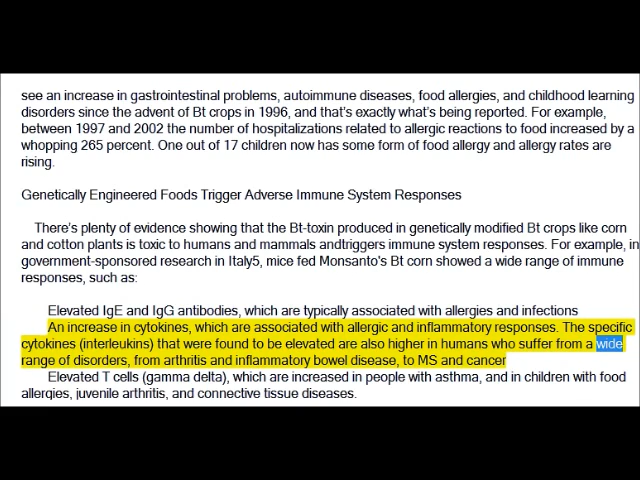 see an increase in gastrointestinal problems, autoimmune diseases, food allergies, and childhood learning
disorders since the advent of Bt crops in 1996, and that's exactly what's being reported. For example,
between 1997 and 2002 the number of hospitalizations related to allergic reactions to food increased by a
whopping 265 percent. One out of 17 children now has some form of food allergy and allergy rates are
rising.
Genetically Engineered Foods Trigger Adverse Immune System Responses
There's plenty of evidence showing that the Bt-toxin produced in genetically modified Bt crops like corn
and cotton plants is toxic to humans and mammals andtriggers immune system responses. For example, in
government-sponsored research in Italy5, mice fed Monsanto's Bt corn showed a wide range of immune
responses, such as:
Elevated IgE and IgG antibodies, which are typically associated with allergies and infections
An increase in cytokines, which are associated with allergic and inflammatory responses. The specific
cytokines (interleukins) that were found to be elevated are also higher in humans who suffer from a wide
range of disorders, from arthritis and inflammatory bowel disease, to MS and cancer
Elevated T cells (gamma delta), which are increased in people with asthma, and in children with food
allergies, juvenile arthritis, and connective tissue diseases.